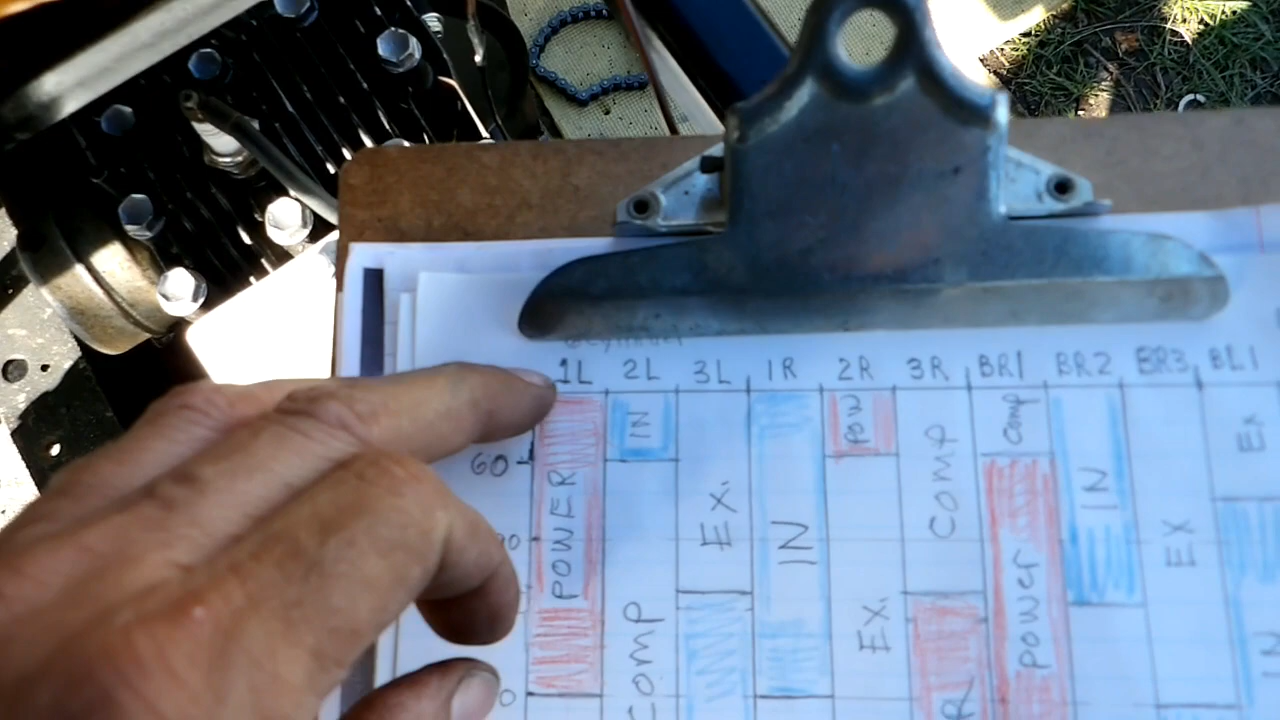 1L 2L 3L 1R 2R 3R BR1 BR2 BR3 BL1
IN POW Comp
60 Ex
POWER Ex. IN Comp IN
EX
Comp Ex. Power IN